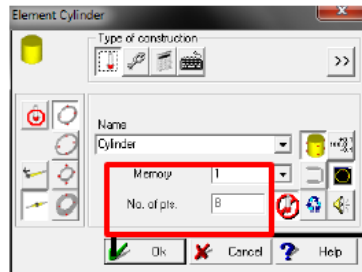 Element Cylinder
Type of construction
>>
Name
Cylinder
Memory 1
No. of pts. 8
Ok Cancel ? Help